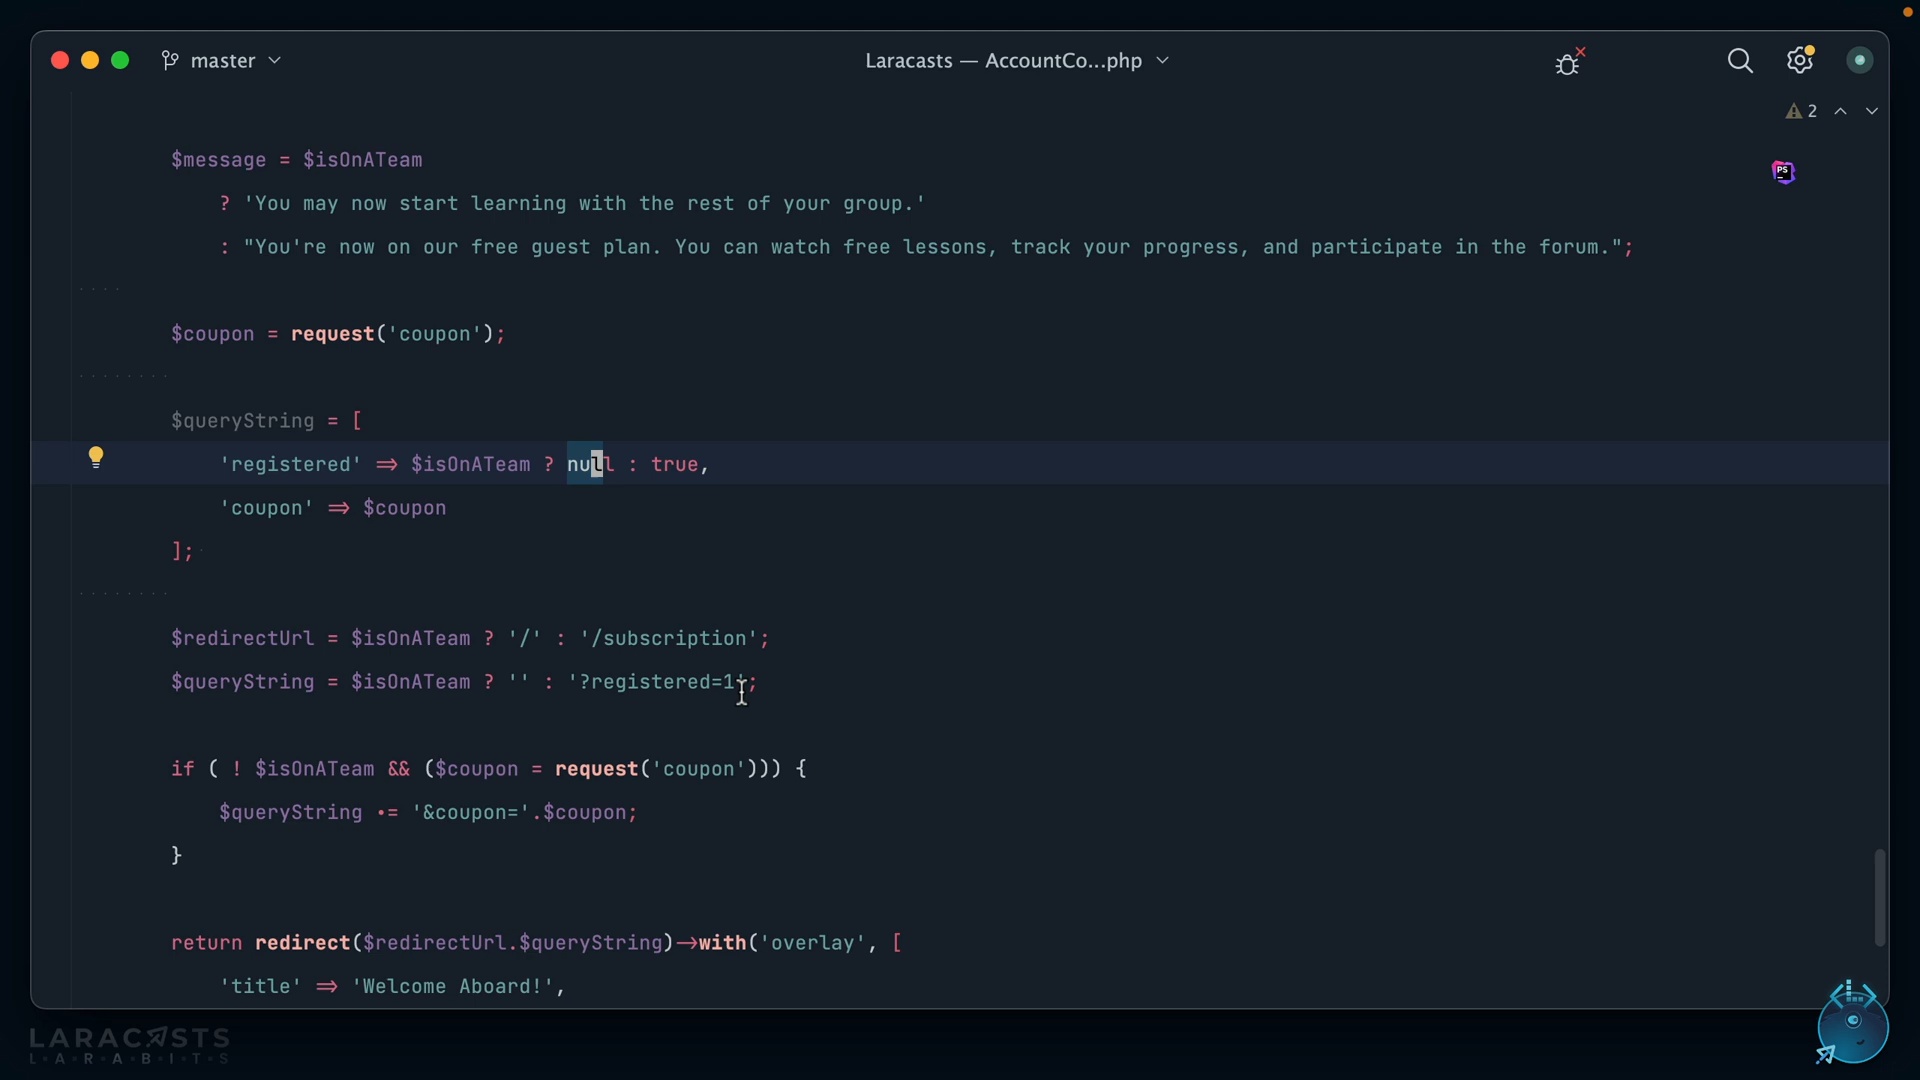 master
Laracasts — AccountCo...php
2
$message = $isOnATeam
PS
? 'You may now start learning with the rest of your group.'
: "You're now on our free guest plan. You can watch free lessons, track your progress, and participate in the forum.";
$coupon = request('coupon');
$queryString = [
'registered' => $isOnATeam ? null : true,
'coupon' => $coupon
];
$redirectUrl = $isOnATeam ? '/' : '/subscription';
$queryString = $isOnATeam ? '' : '?registered=1';
if ( ! $isOnATeam && ($coupon = request('coupon'))) {
$queryString .= '&coupon='.$coupon;
}
return redirect($redirectUrl.$queryString)->with('overlay', [
'title' => 'Welcome Aboard!',
LARACASTS
L·A·R·A·B·I·T·S